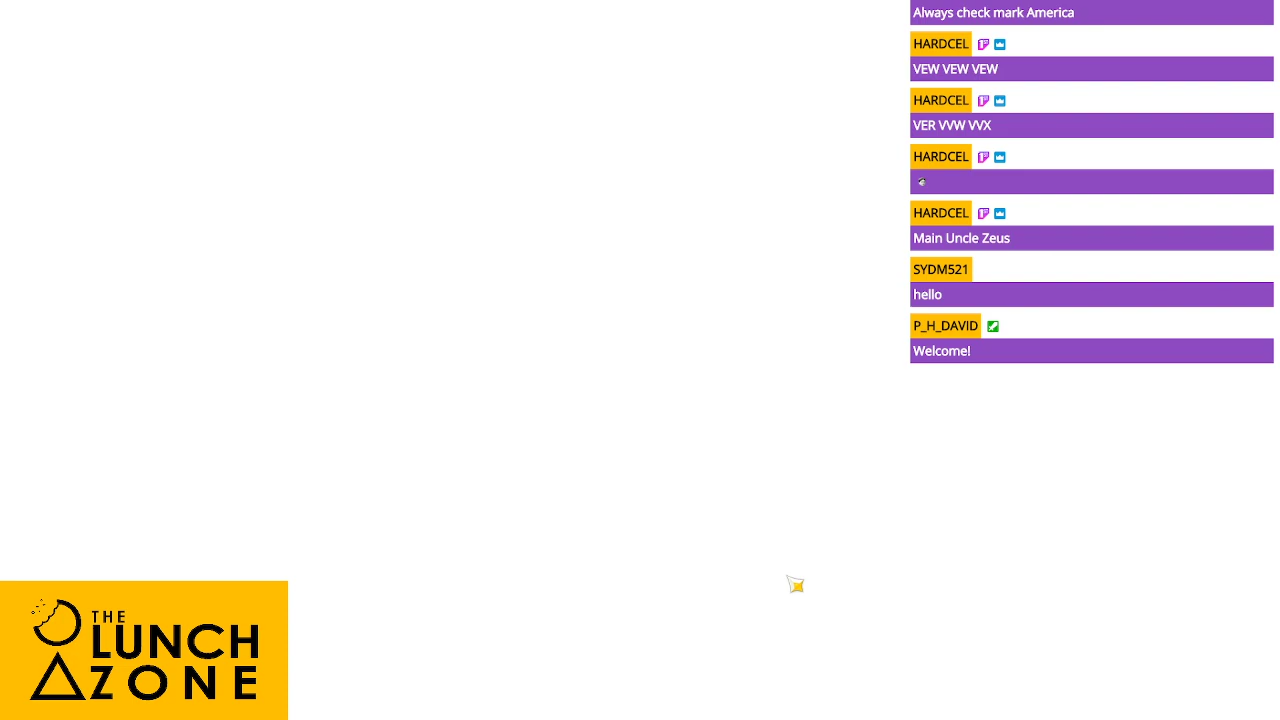 Always check mark America
HARDCEL
VEW VEW VEW
HARDCEL
VER VVW VVX
HARDCEL
HARDCEL
Main Uncle Zeus
SYDM521
hello
P_H_DAVID
Welcome!
THE
LUNCH
ZONE